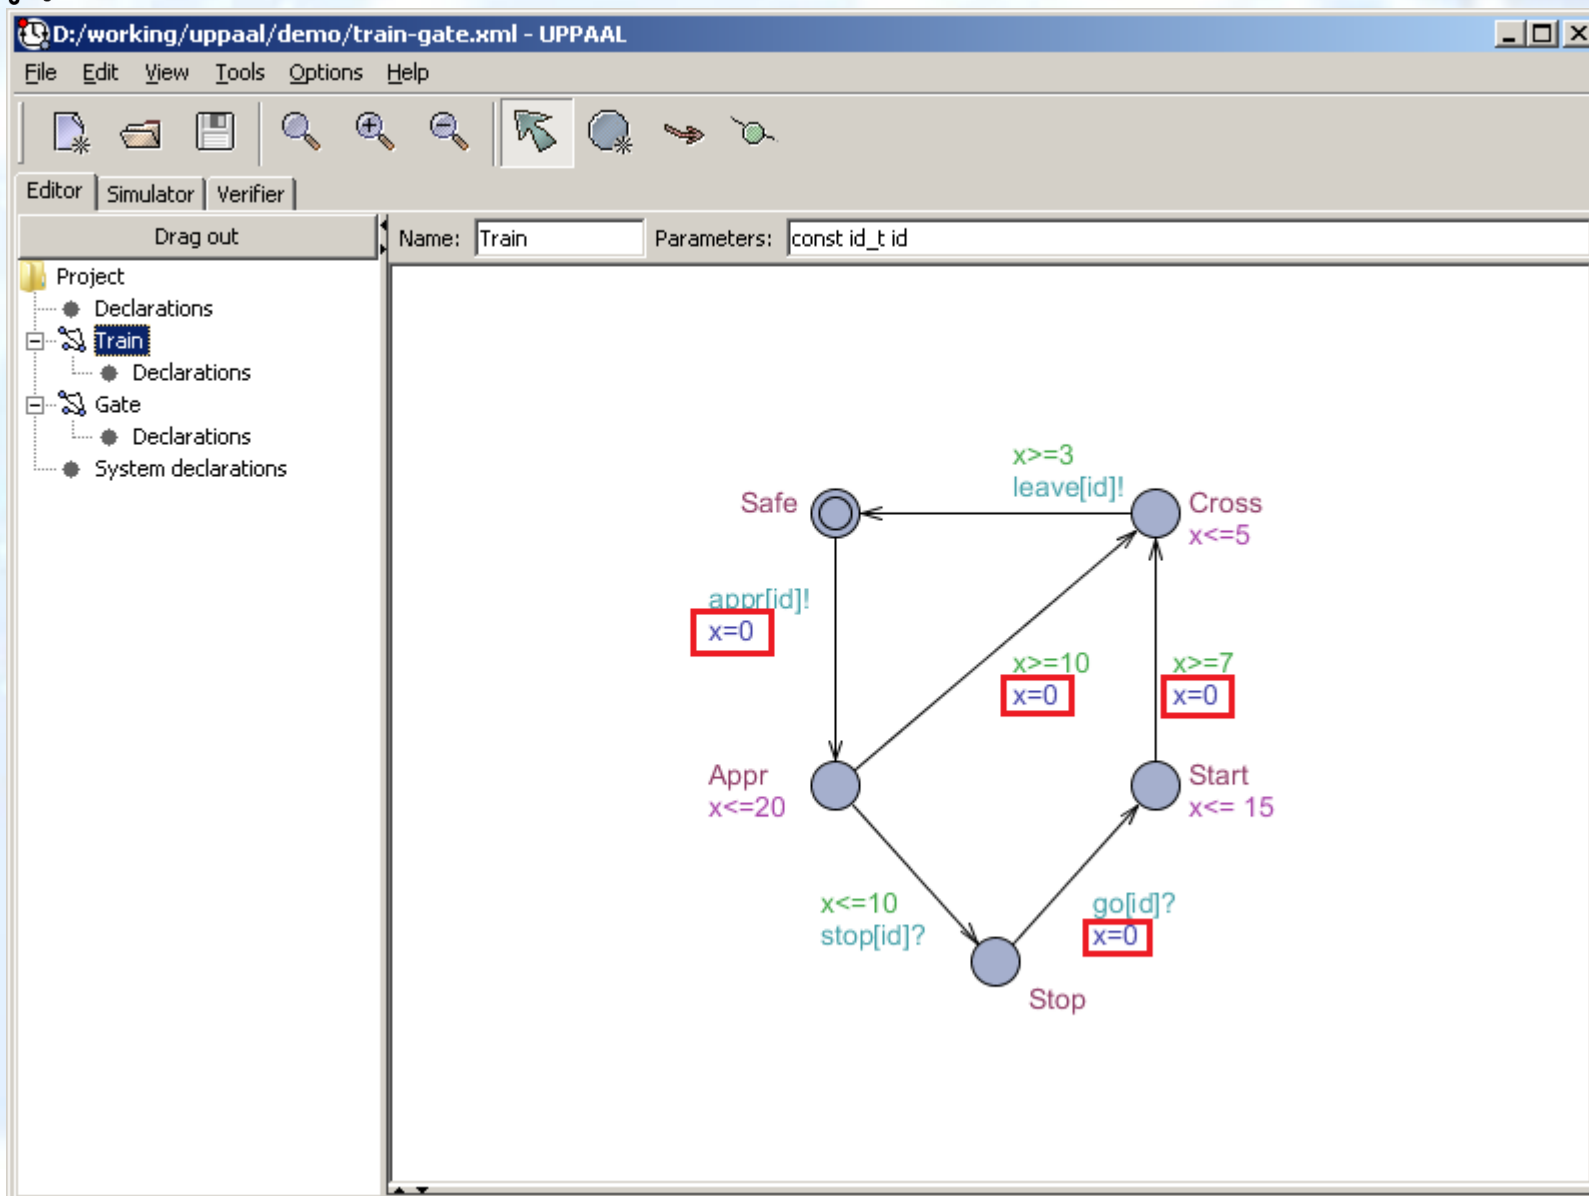 D:/working/uppaal/demo/train-gate.xml - UPPAAL
File Edit View Tools Options Help
Editor Simulator Verifier
Drag out
Name: Train Parameters: const id_t id
Project
Declarations
Train
Declarations
Gate
Declarations
System declarations
x>=3
leave[id]!
Safe
Cross
x<=5
appr[id]!
x=0
x>=10
x=0
x>=7
x=0
Appr
x<=20
Start
x<= 15
x<=10
stop[id]?
go[id]?
x=0
Stop